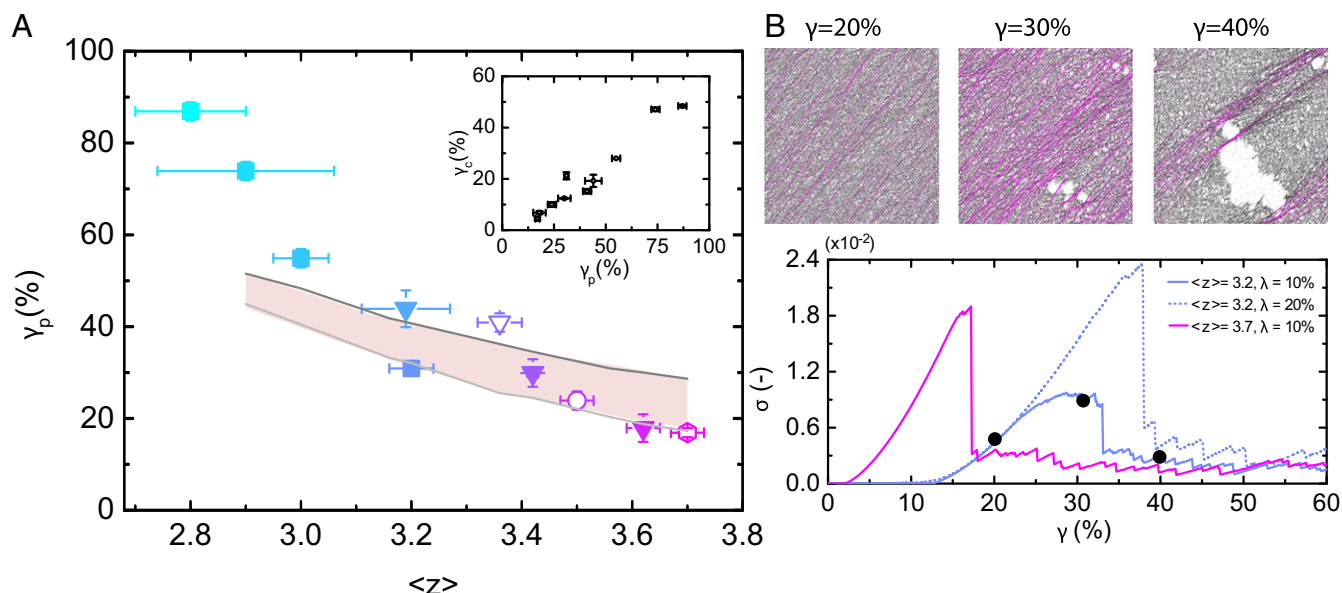 A
γp(%)
100
80
60
40
20
0
2.8
3.0
3.2
3.4
3.6
3.8
<z>
γc(%)
60
40
20
0
0
25
50
75
100
γp(%)
B
γ=20%
γ=30%
γ=40%
(x10-2)
σ (-)
2.4
1.8
1.2
0.6
0.0
<z>= 3.2, λ = 10%
<z>= 3.2, λ = 20%
<z>= 3.7, λ = 10%
0
10
20
30
40
50
60
γ (%)